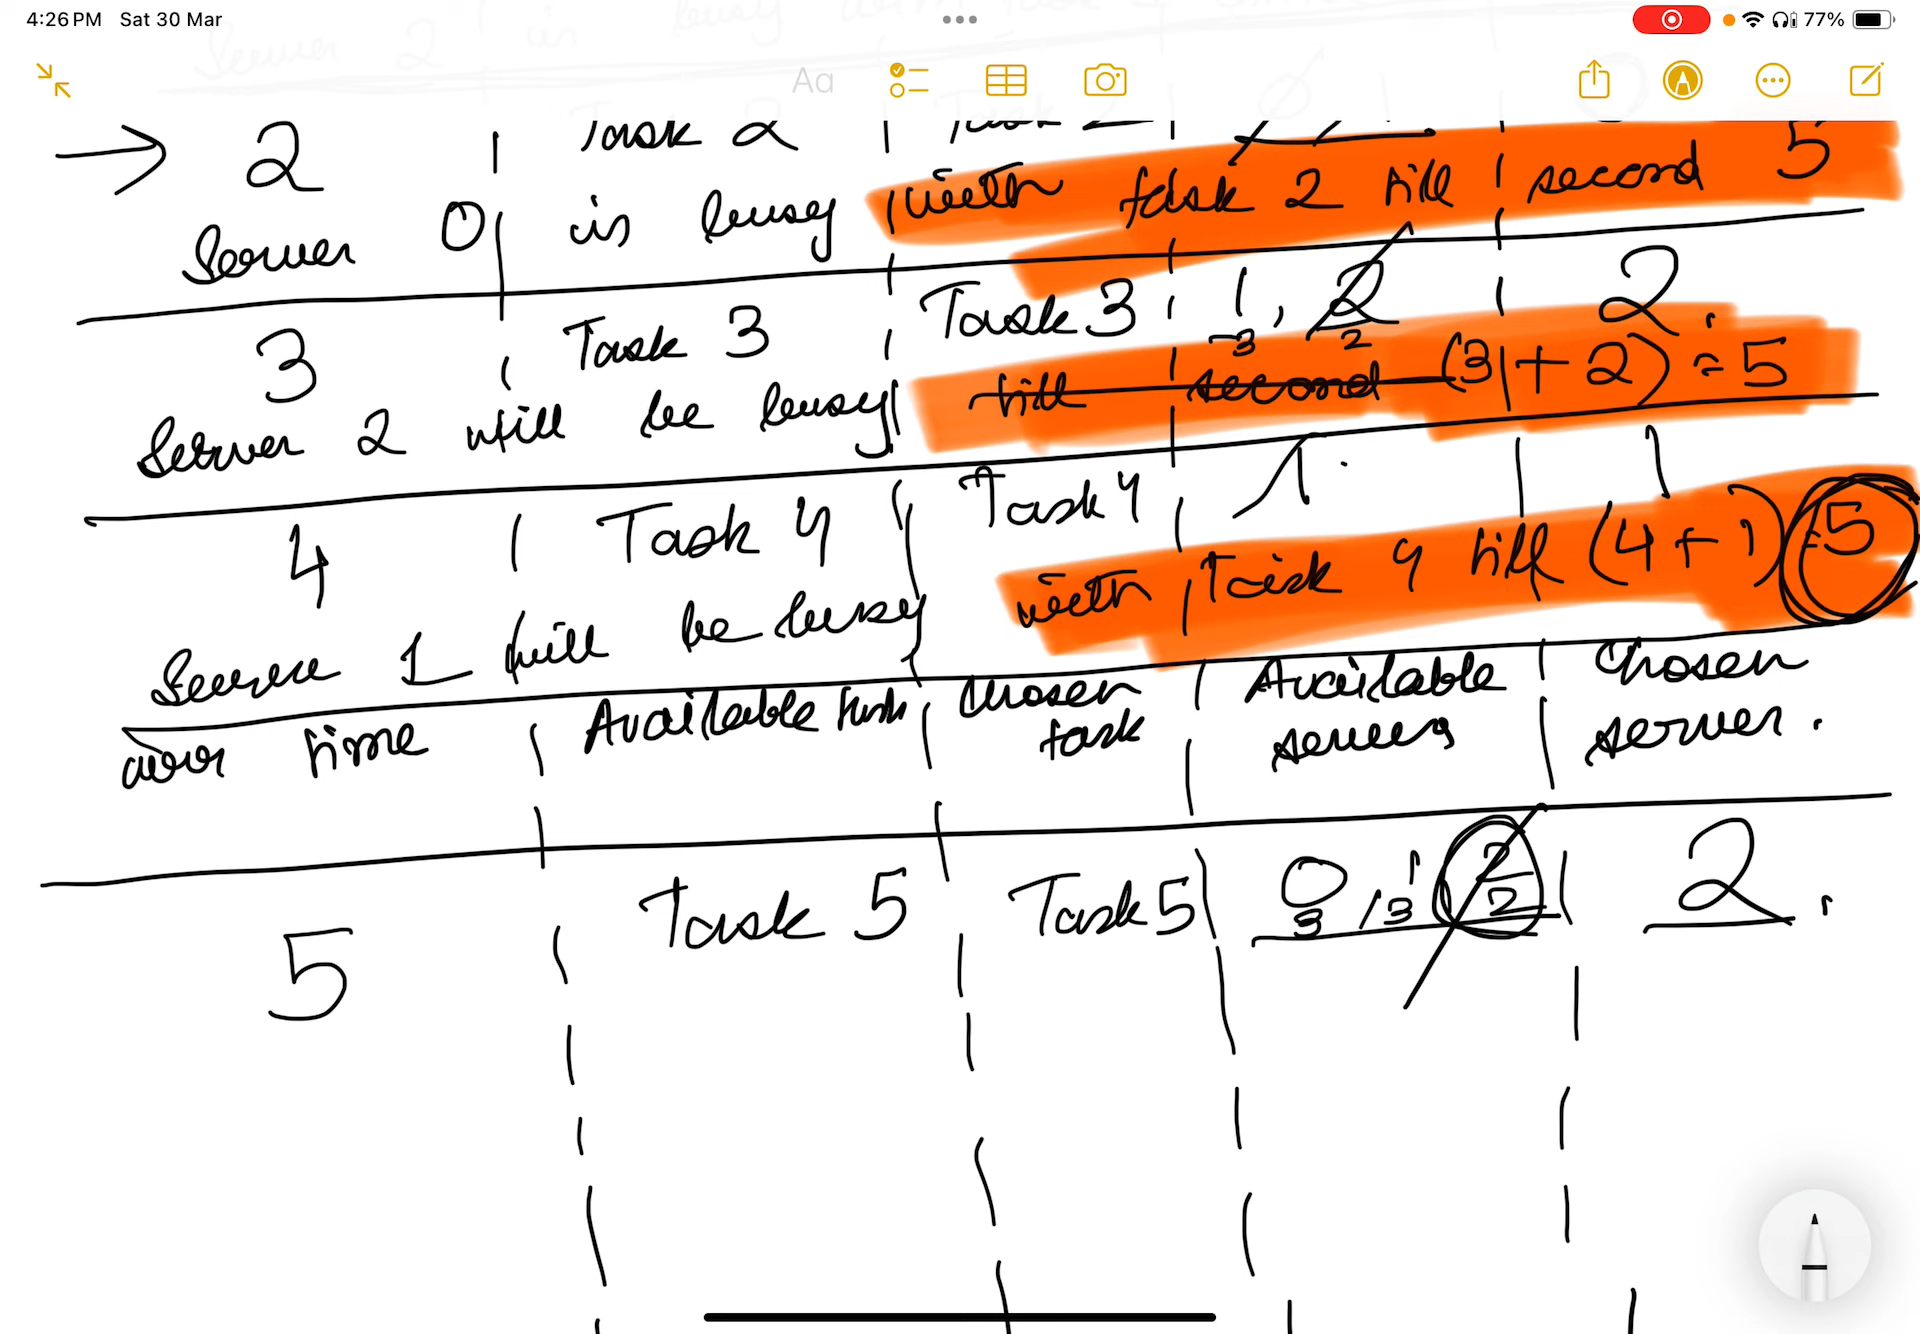 4:26 PM Sat 30 Mar 77%
Aa
2 Task 2
Server 0 is busy with task 2 till second 5
3 Task 3 Task 3 1, 2 2.
3 2
Server 2 will be busy till second (3+2) = 5
4 Task 4 Task 4 1. 1
Server 1 will be busy with Task 4 till (4+1) = 5
time Available task Chosen task Available servers Chosen server.
5 Task 5 Task 5 0, 1 2 2.
3 3 2